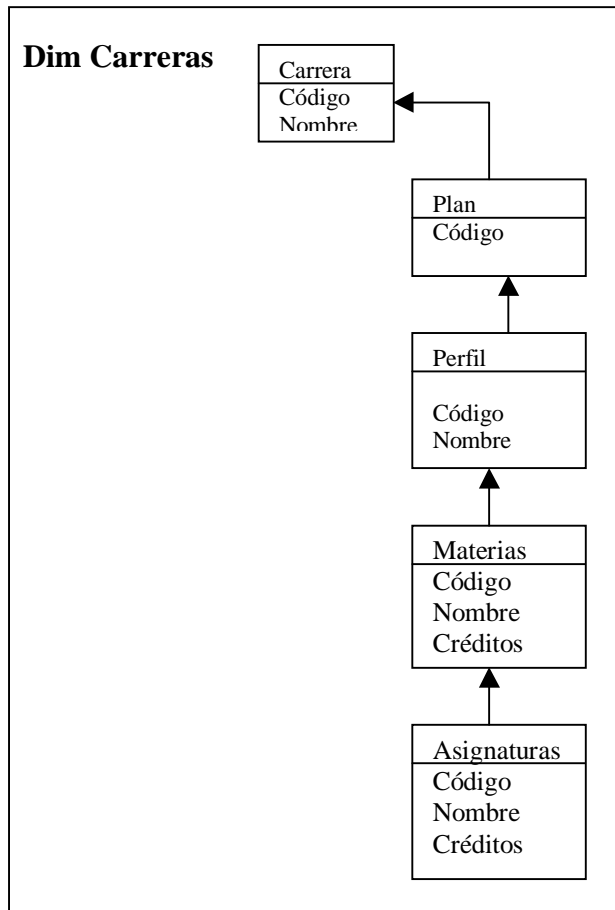 Dim Carreras
Carrera
Código
Nombre
Plan
Código
Perfil
Código
Nombre
Materias
Código
Nombre
Créditos
Asignaturas
Código
Nombre
Créditos